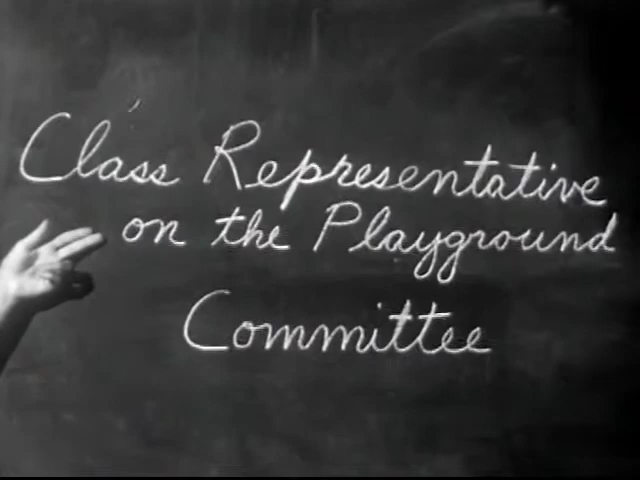 Class Representative
on the Playground
Committee